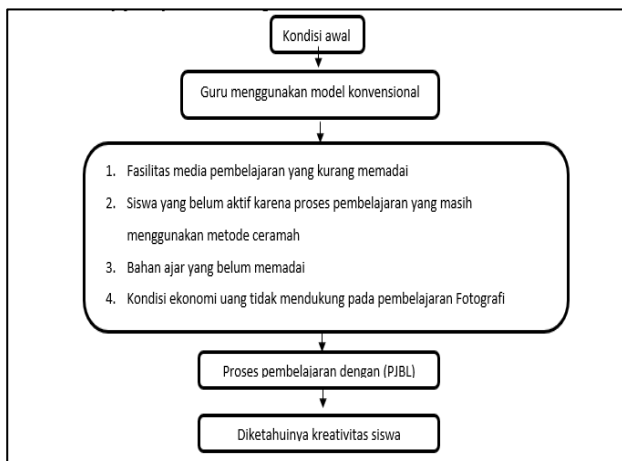 Kondisi awal
Guru menggunakan model konvensional
1. Fasilitas media pembelajaran yang kurang memadai
2. Siswa yang belum aktif karena proses pembelajaran yang masih
menggunakan metode ceramah
3. Bahan ajar yang belum memadai
4. Kondisi ekonomi uang tidak mendukung pada pembelajaran Fotografi
Proses pembelajaran dengan (PJBL)
Diketahuinya kreativitas siswa